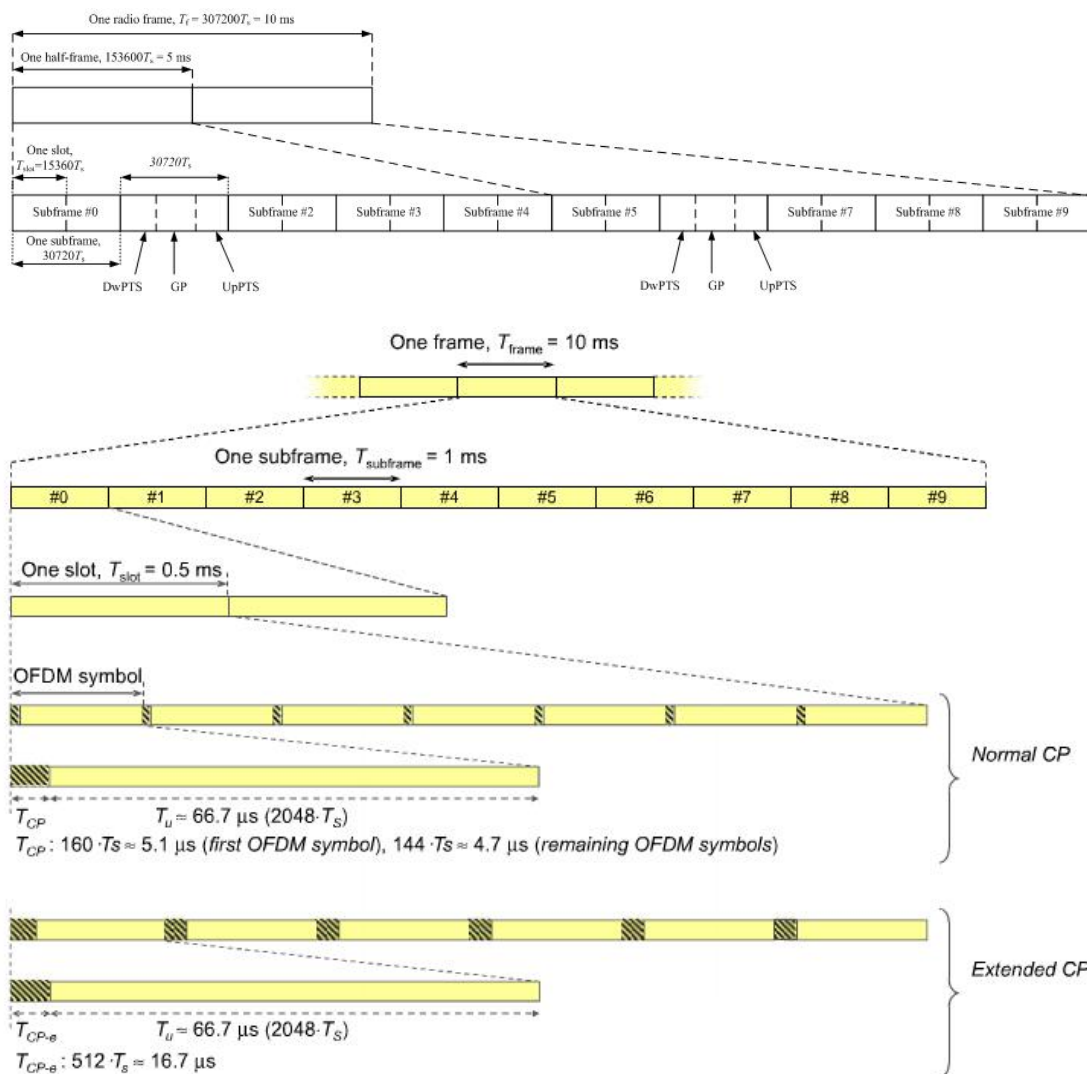 One radio frame, T_f = 307200T_s = 10 ms
One half-frame, 153600T_s = 5 ms
One slot,
T_slot=15360T_s
30720T_s
Subframe #0
Subframe #2
Subframe #3
Subframe #4
Subframe #5
Subframe #7
Subframe #8
Subframe #9
One subframe,
30720T_s
DwPTS
GP
UpPTS
DwPTS
GP
UpPTS
One frame, T_frame = 10 ms
One subframe, T_subframe = 1 ms
#0 #1 #2 #3 #4 #5 #6 #7 #8 #9
One slot, T_slot = 0.5 ms
OFDM symbol
Normal CP
T_CP
T_u ≈ 66.7 μs (2048·T_S)
T_CP : 160 ·Ts ≈ 5.1 μs (first OFDM symbol), 144 ·Ts ≈ 4.7 μs (remaining OFDM symbols)
Extended CP
T_CP-e
T_u ≈ 66.7 μs (2048·T_S)
T_CP-e : 512 ·T_s ≈ 16.7 μs